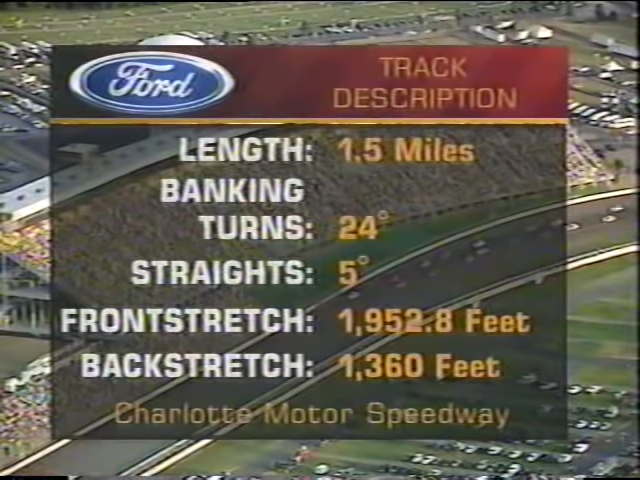 Ford
TRACK
DESCRIPTION
LENGTH: 1.5 Miles
BANKING
TURNS: 24°
STRAIGHTS: 5°
FRONTSTRETCH: 1,952.8 Feet
BACKSTRETCH: 1,360 Feet
Charlotte Motor Speedway